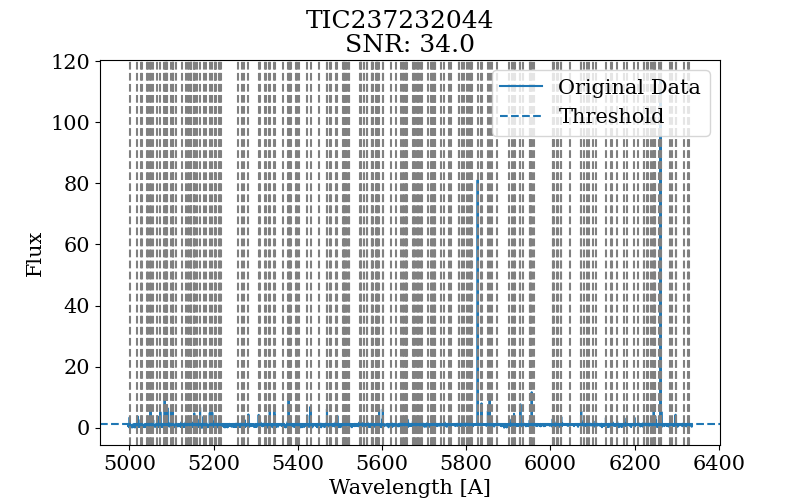 TIC237232044
SNR: 34.0
Original Data
Threshold
120
100
80
60
40
20
0
Flux
5000 5200 5400 5600 5800 6000 6200 6400
Wavelength [A]